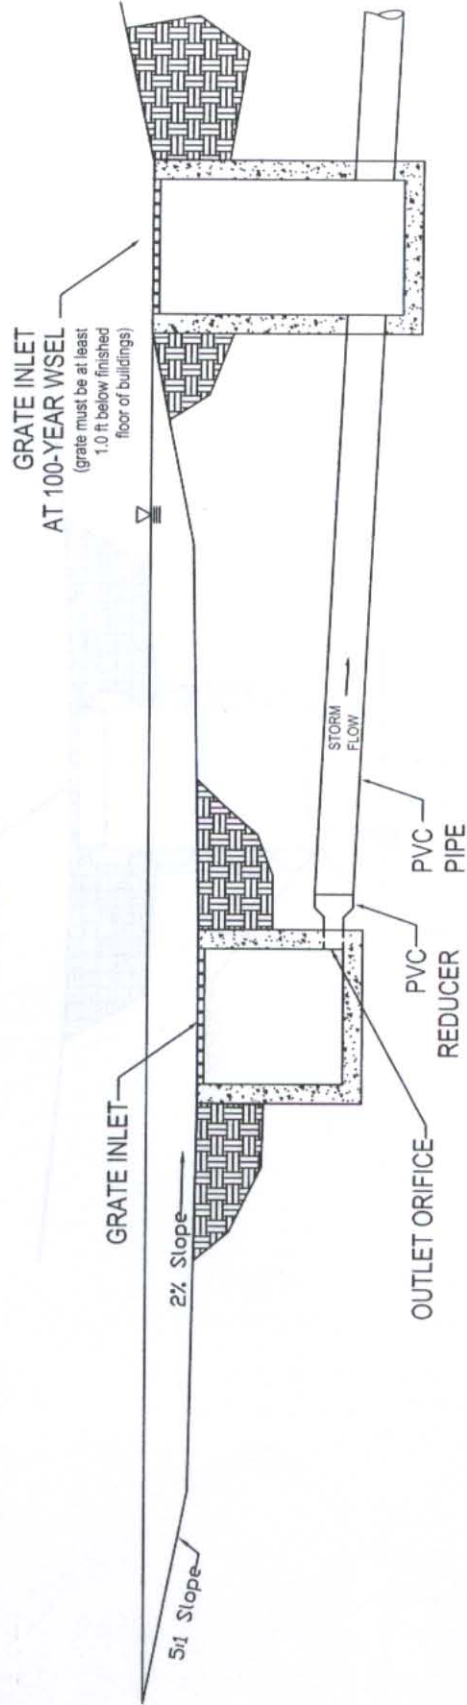 GRATE INLET
AT 100-YEAR WSEL
(grate must be at least
1.0 ft below finished
floor of buildings)
GRATE INLET
5:1 Slope
2% Slope
STORM
FLOW
OUTLET ORIFICE
PVC
REDUCER
PVC
PIPE